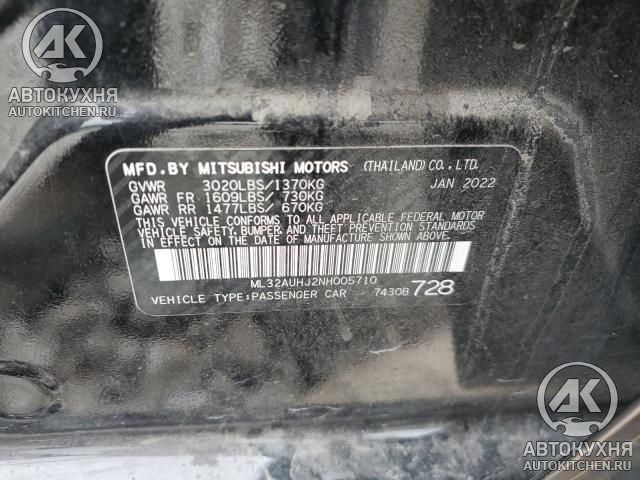 АК
АВТОКУХНЯ
AUTOKITCHEN.RU
MFD.BY MITSUBISHI MOTORS (THAILAND) CO., LTD.
GVWR 3020LBS/1370KG JAN 2022
GAWR FR 1609LBS/ 730KG
GAWR RR 1477LBS/ 670KG
THIS VEHICLE CONFORMS TO ALL APPLICABLE FEDERAL MOTOR
VEHICLE SAFETY, BUMPER, AND THEFT PREVENTION STANDARDS
IN EFFECT ON THE DATE OF MANUFACTURE SHOWN ABOVE.
ML32AUHJ2NH005710
VEHICLE TYPE:PASSENGER CAR 7430B 728
АК
АВТОКУХНЯ
AUTOKITCHEN.RU